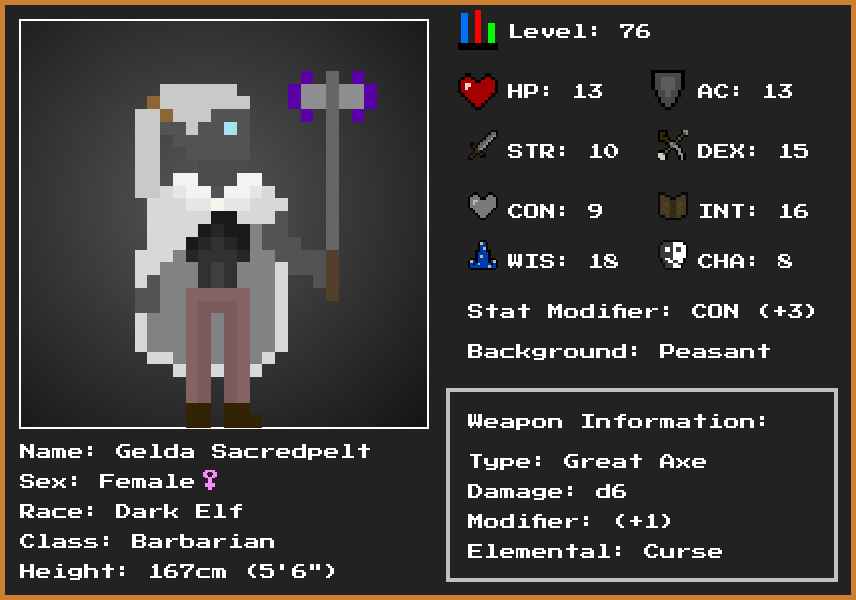 Level: 76
HP: 13
AC: 13
STR: 10
DEX: 15
CON: 9
INT: 16
WIS: 18
CHA: 8
Stat Modifier: CON (+3)
Background: Peasant
Weapon Information:
Type: Great Axe
Damage: d6
Modifier: (+1)
Elemental: Curse
Name: Gelda Sacredpelt
Sex: Female♀
Race: Dark Elf
Class: Barbarian
Height: 167cm (5'6")